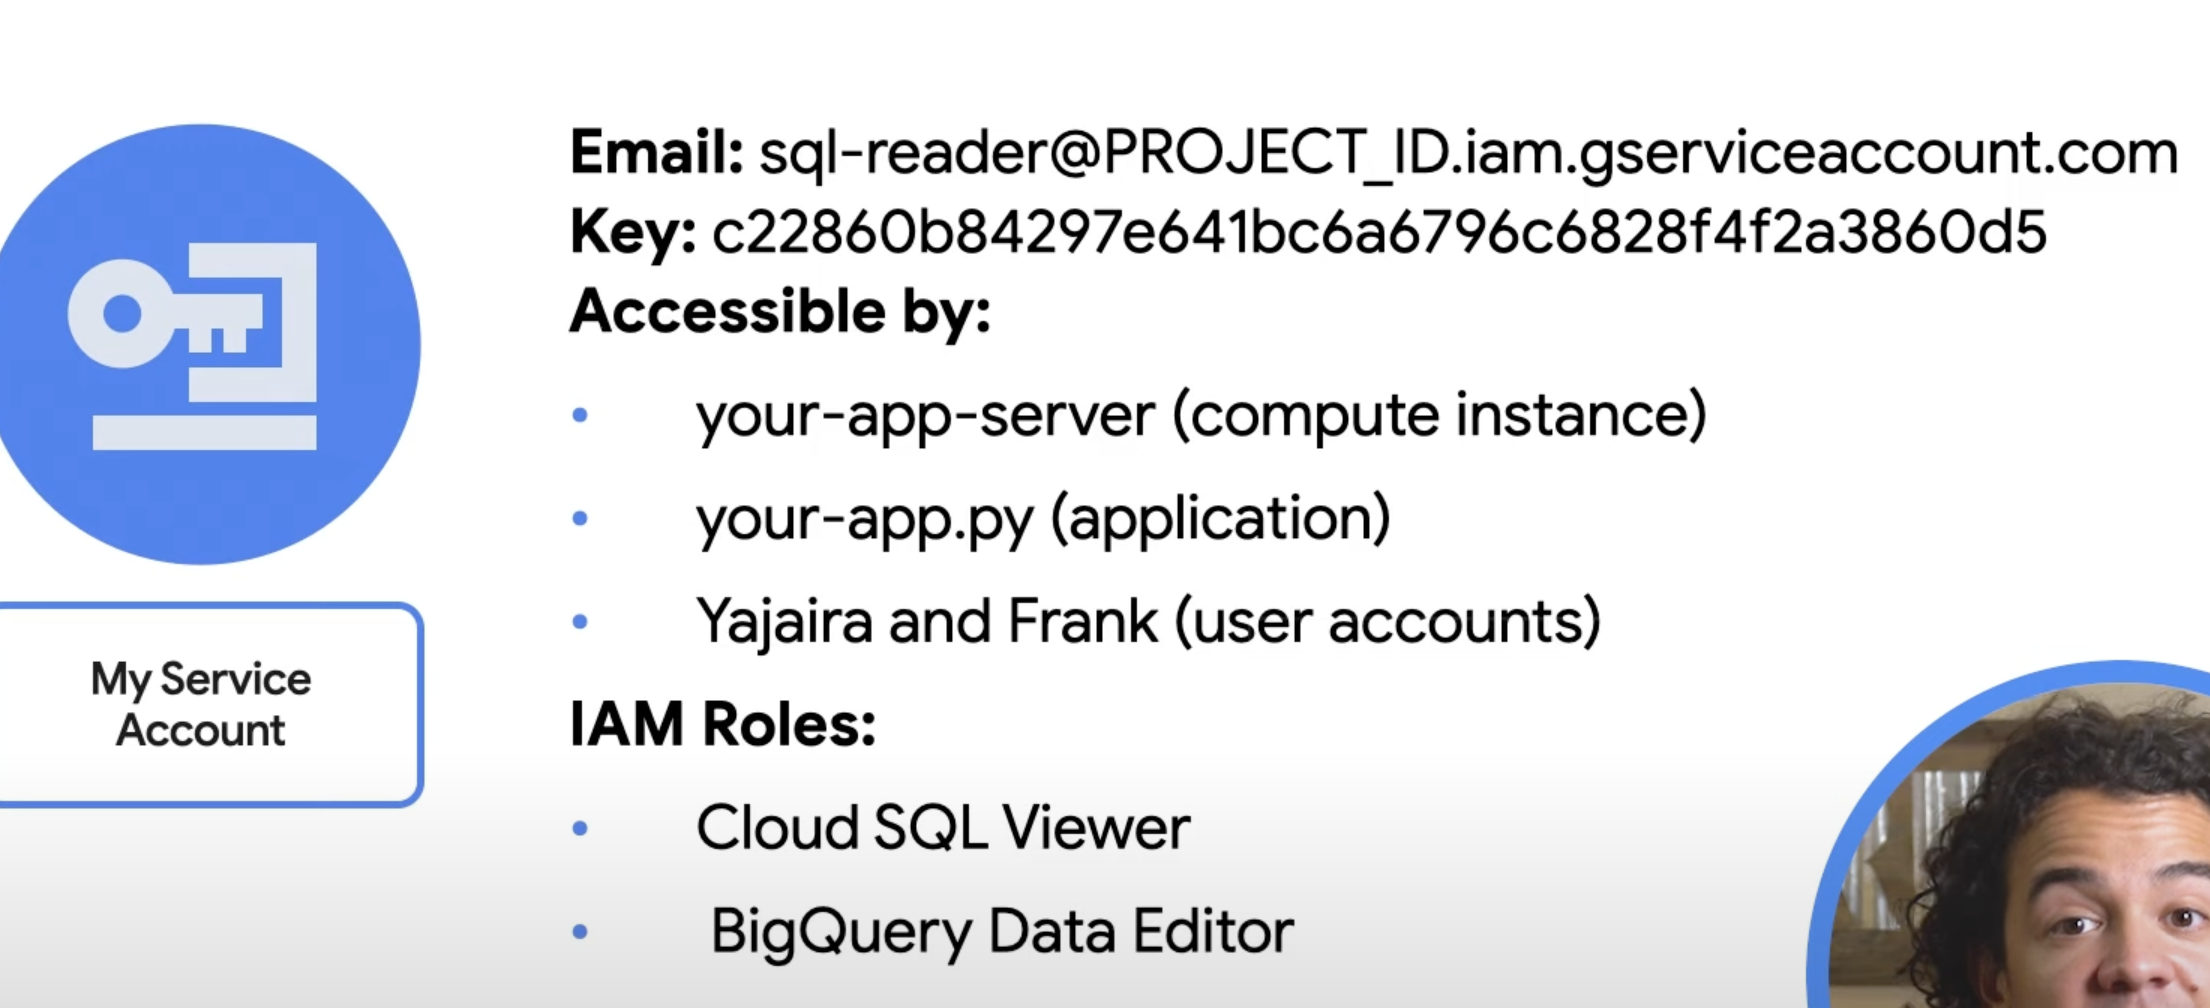 Email: sql-reader@PROJECT_ID.iam.gserviceaccount.com
Key: c22860b84297e641bc6a6796c6828f4f2a3860d5
Accessible by:
• your-app-server (compute instance)
• your-app.py (application)
• Yajaira and Frank (user accounts)
IAM Roles:
• Cloud SQL Viewer
• BigQuery Data Editor
My Service
Account